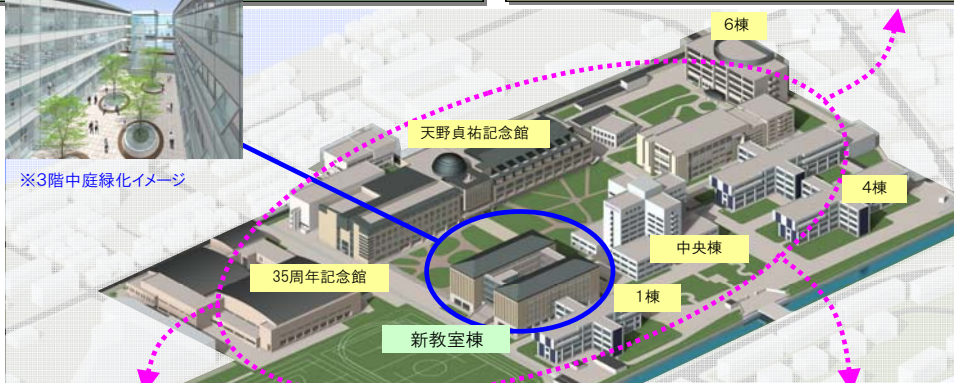 6棟
天野貞祐記念館
※3階中庭緑化イメージ
4棟
中央棟
35周年記念館
1棟
新教室棟